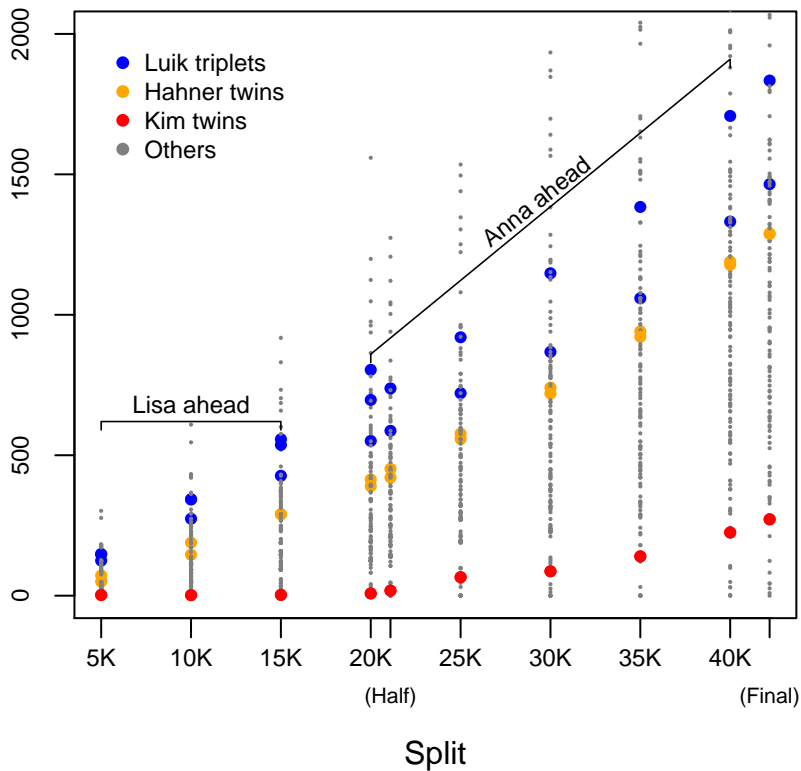 2000
1500
1000
500
0
Luik triplets
Hahner twins
Kim twins
Others
Lisa ahead
Anna ahead
5K 10K 15K 20K 25K 30K 35K 40K
(Half) (Final)
Split